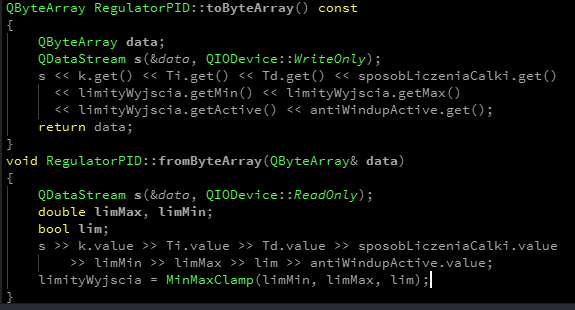 QByteArray RegulatorPID::toByteArray() const
{
    QByteArray data;
    QDataStream s(&data, QIODevice::WriteOnly);
    s << k.get() << Ti.get() << Td.get() << sposobLiczeniaCalki.get()
      << limityWyjscia.getMin() << limityWyjscia.getMax()
      << limityWyjscia.getActive() << antiWindupActive.get();
    return data;
}
void RegulatorPID::fromByteArray(QByteArray& data)
{
    QDataStream s(&data, QIODevice::ReadOnly);
    double limMax, limMin;
    bool lim;
    s >> k.value >> Ti.value >> Td.value >> sposobLiczeniaCalki.value
        >> limMin >> limMax >> lim >> antiWindupActive.value;
    limityWyjscia = MinMaxClamp(limMin, limMax, lim);
}